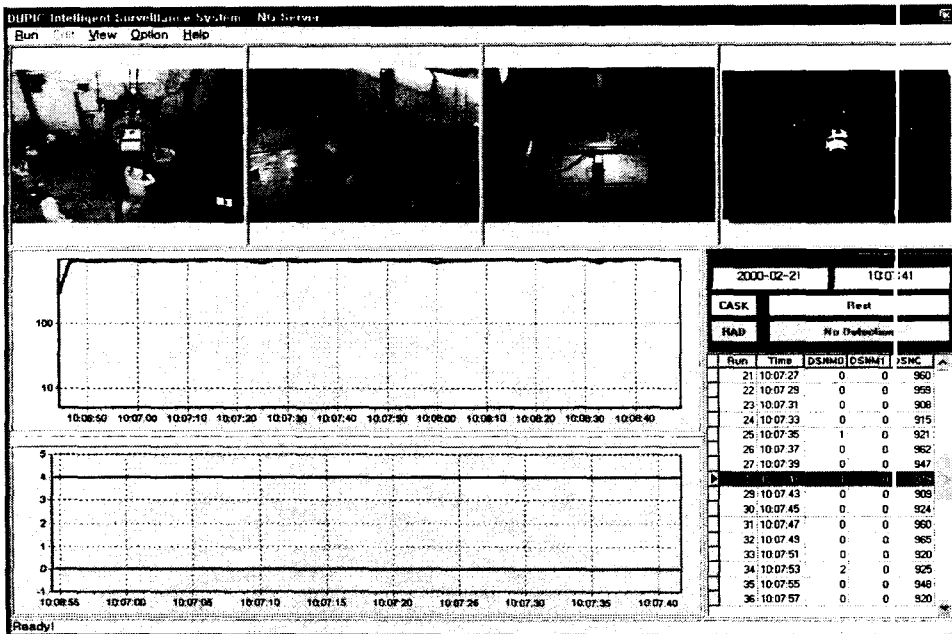 DUPIC Intelligent Surveillance System - NG Server
Run Edit View Option Help
2000-02-21
CASK Rest
RAD No Detection
100
10
10:06:50 10:07:00 10:07:10 10:07:20 10:07:30 10:07:40 10:08:00 10:08:10 10:08:20 10:08:30 10:08:40
Run Time DSNM0 DSNM1 DSNC
21 10:07:27 0 0 960
22 10:07:29 0 0 959
23 10:07:31 0 0 908
24 10:07:33 0 0 915
25 10:07:35 1 0 921
26 10:07:37 0 0 962
27 10:07:39 0 0 947
29 10:07:43 0 0 909
30 10:07:45 0 0 924
31 10:07:47 0 0 960
32 10:07:49 0 0 965
33 10:07:51 0 0 920
34 10:07:53 2 0 925
35 10:07:55 0 0 948
36 10:07:57 0 0 920
5
4
3
2
1
0
-1
10:07:00 10:07:05 10:07:10 10:07:15 10:07:20 10:07:25 10:07:30 10:07:35 10:07:40
Ready!